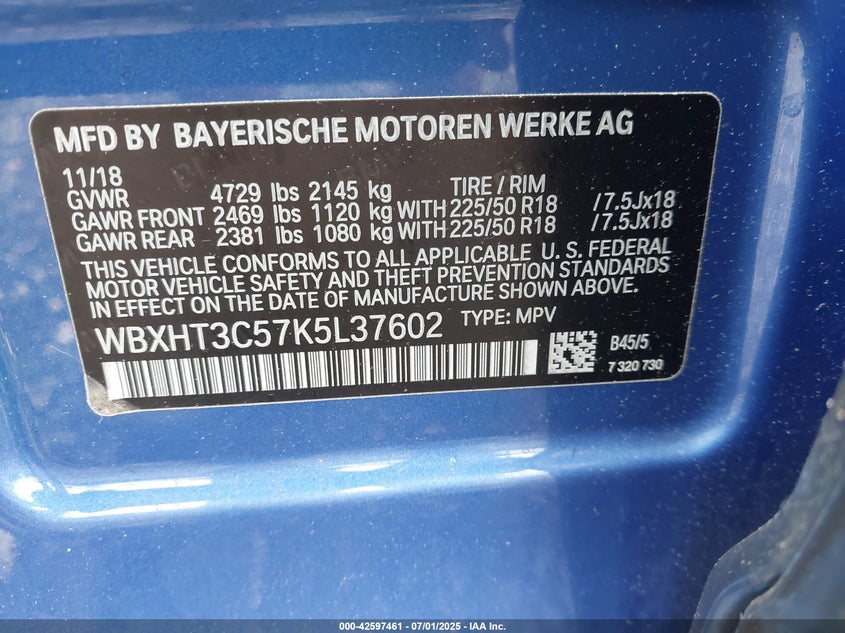 MFD BY BAYERISCHE MOTOREN WERKE AG
11/18
GVWR 4729 lbs 2145 kg TIRE / RIM
GAWR FRONT 2469 lbs 1120 kg WITH 225/50 R18 /7.5Jx18
GAWR REAR 2381 lbs 1080 kg WITH 225/50 R18 /7.5Jx18
THIS VEHICLE CONFORMS TO ALL APPLICABLE U. S. FEDERAL
MOTOR VEHICLE SAFETY AND THEFT PREVENTION STANDARDS
IN EFFECT ON THE DATE OF MANUFACTURE SHOWN ABOVE.
WBXHT3C57K5L37602 TYPE: MPV
B45/5
7 320 730
000-42597461 - 07/01/2025 - IAA Inc.